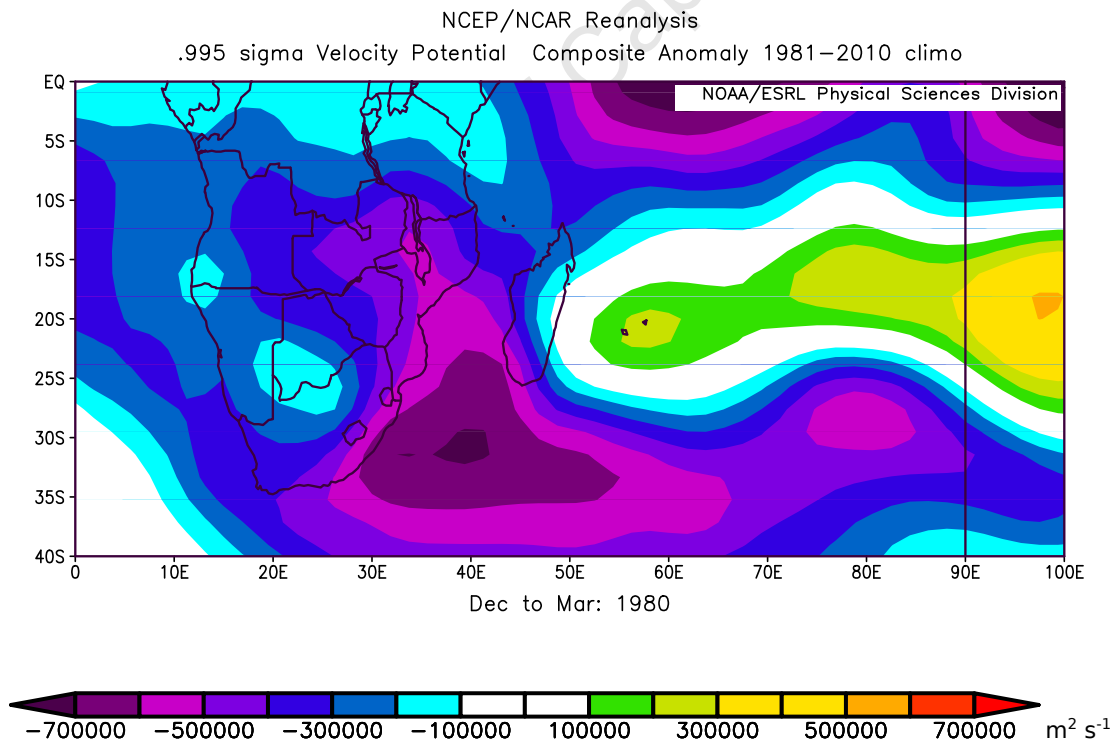 NCEP/NCAR Reanalysis
.995 sigma Velocity Potential Composite Anomaly 1981-2010 climo
NOAA/ESRL Physical Sciences Division
EQ
5S
10S
15S
20S
25S
30S
35S
40S
0 10E 20E 30E 40E 50E 60E 70E 80E 90E 100E
Dec to Mar: 1980
-700000 -500000 -300000 -100000 100000 300000 500000 700000 m² s⁻¹